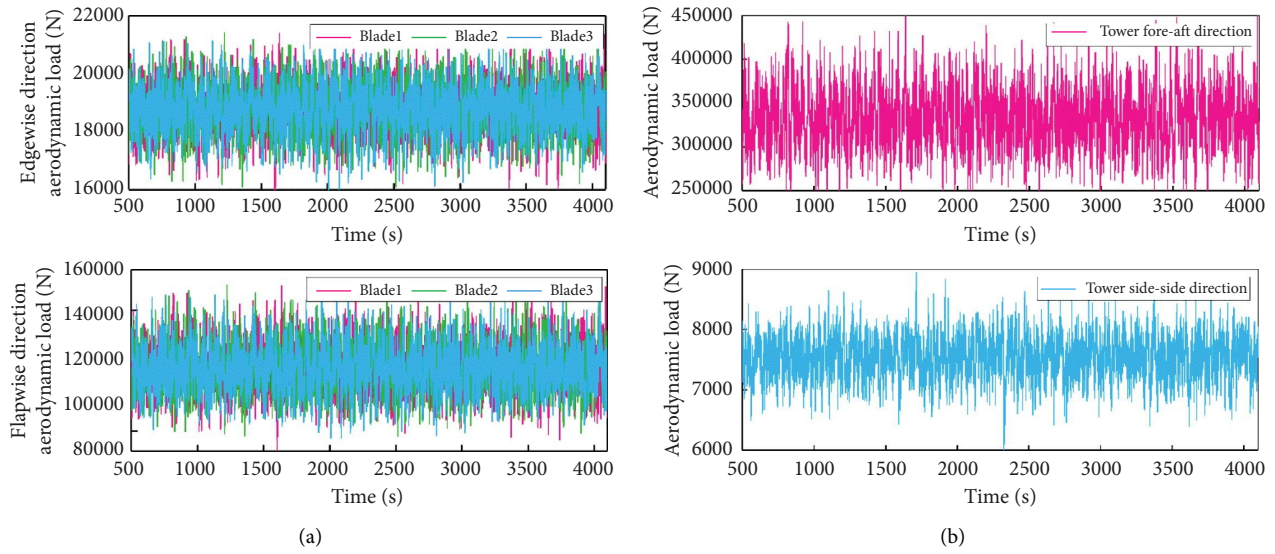 22000
20000
18000
16000
Edgewise direction
aerodynamic load (N)
Blade1 Blade2 Blade3
500 1000 1500 2000 2500 3000 3500 4000
Time (s)
160000
140000
120000
100000
80000
Flapwise direction
aerodynamic load (N)
Blade1 Blade2 Blade3
500 1000 1500 2000 2500 3000 3500 4000
Time (s)
(a)
450000
400000
350000
300000
250000
Aerodynamic load (N)
Tower fore-aft direction
500 1000 1500 2000 2500 3000 3500 4000
Time (s)
9000
8000
7000
6000
Aerodynamic load (N)
Tower side-side direction
500 1000 1500 2000 2500 3000 3500 4000
Time (s)
(b)